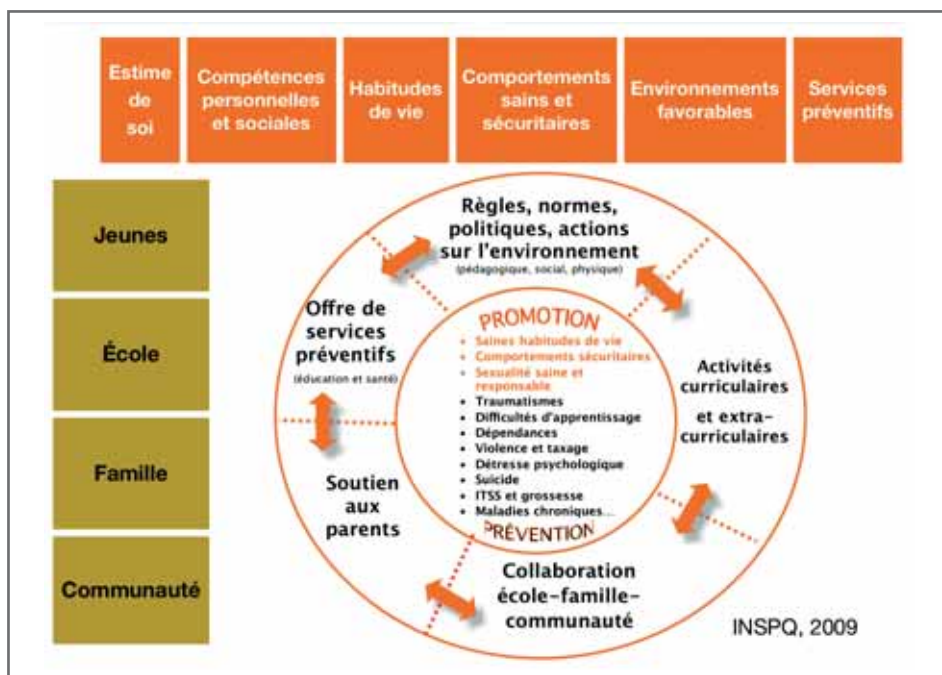 Estime
de
soi
Compétences
personnelles
et sociales
Habitudes
de vie
Comportements
sains et
sécuritaires
Environnements
favorables
Services
préventifs
Jeunes
École
Famille
Communauté
Règles, normes,
politiques, actions
sur l'environnement
(pédagogique, social, physique)
Offre de
services
préventifs
(éducation et santé)
Soutien
aux
parents
Activités
curriculaires
et extra-
curriculaires
Collaboration
école-famille-
communauté
PROMOTION
• Saines habitudes de vie
• Comportements sécuritaires
• Sexualité saine et
responsable
• Traumatismes
• Difficultés d'apprentissage
• Dépendances
• Violence et taxage
• Détresse psychologique
• Suicide
• ITSS et grossesse
• Maladies chroniques...
PRÉVENTION
INSPQ, 2009